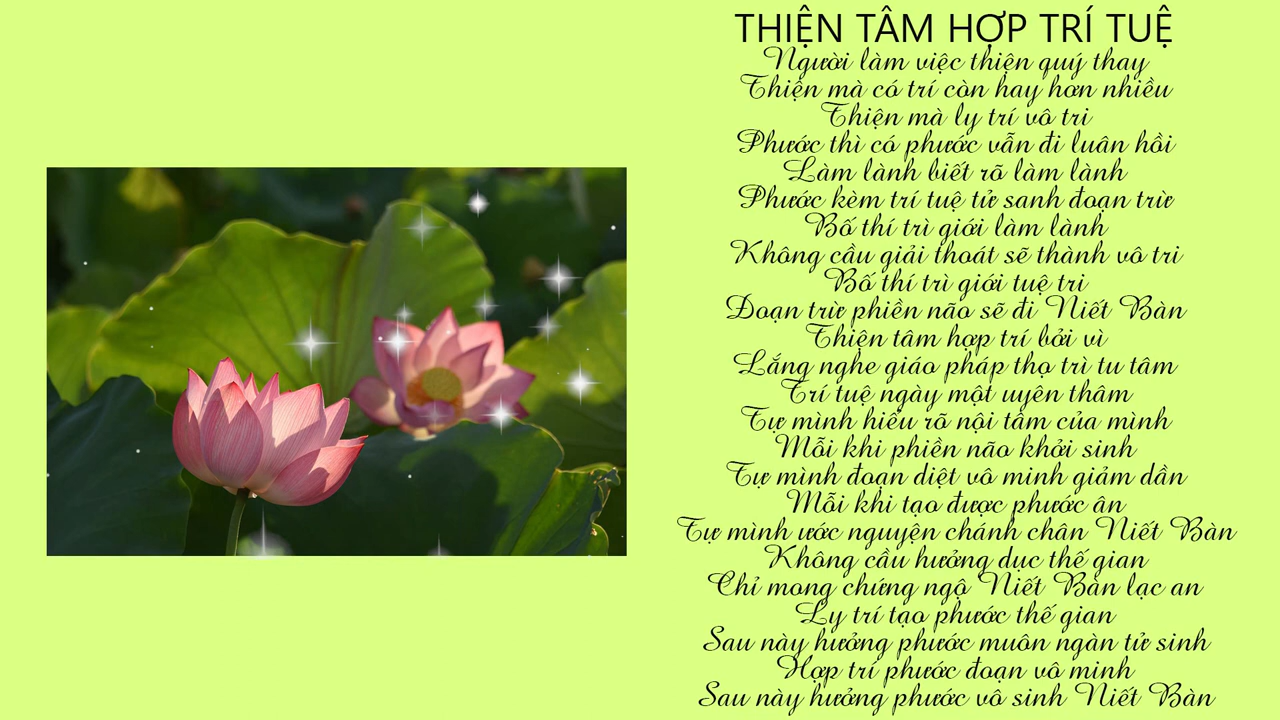 THIỆN TÂM HỢP TRÍ TUỆ
Người làm việc thiện quý thay
Thiện mà có trí còn hay hơn nhiều
Thiện mà ly trí vô tri
Phước thì có phước vẫn đi luân hồi
Làm lành biết rõ làm lành
Phước kèm trí tuệ tử sanh đoạn trừ
Bố thí trì giới làm lành
Không cầu giải thoát sẽ thành vô tri
Bố thí trì giới tuệ tri
Đoạn trừ phiền não sẽ đi Niết Bàn
Thiện tâm hợp trí bởi vì
Lắng nghe giáo pháp thọ trì tu tâm
Trí tuệ ngày một uyên thâm
Tự mình hiểu rõ nội tâm của mình
Mỗi khi phiền não khởi sinh
Tự mình đoạn diệt vô minh giảm dần
Mỗi khi tạo được phước ân
Tự mình ước nguyện chánh chân Niết Bàn
Không cầu hưởng dục thế gian
Chỉ mong chứng ngộ Niết Bàn lạc an
Ly trí tạo phước thế gian
Sau này hưởng phước muôn ngàn tử sinh
Hợp trí phước đoạn vô minh
Sau này hưởng phước vô sinh Niết Bàn